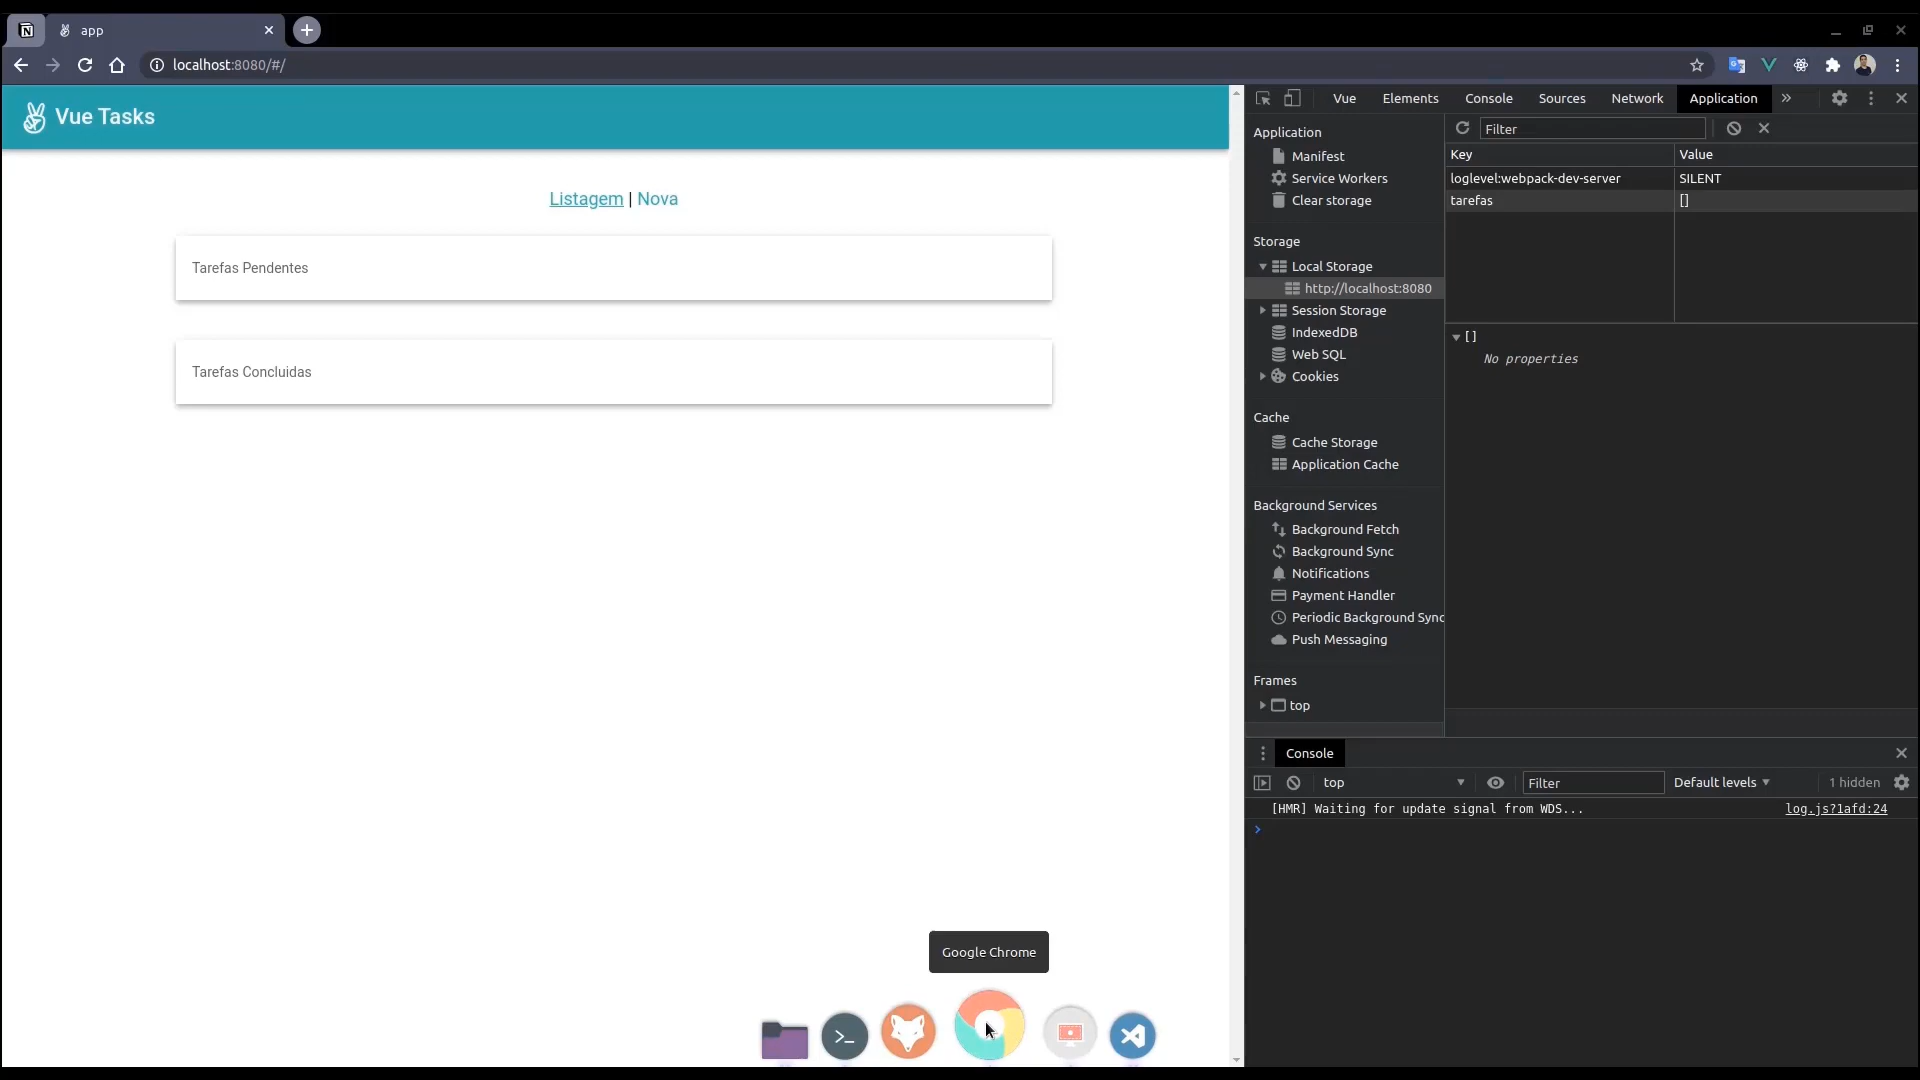 app
localhost:8080/#/
Vue Tasks
Listagem | Nova
Tarefas Pendentes
Tarefas Concluidas
Google Chrome
Vue Elements Console Sources Network Application »
Application
Manifest
Service Workers
Clear storage
Storage
Local Storage
http://localhost:8080
Session Storage
IndexedDB
Web SQL
Cookies
Cache
Cache Storage
Application Cache
Background Services
Background Fetch
Background Sync
Notifications
Payment Handler
Periodic Background Sync
Push Messaging
Frames
top
Filter
Key Value
loglevel:webpack-dev-server SILENT
tarefas []
[]
No properties
Console
top Filter Default levels 1 hidden
[HMR] Waiting for update signal from WDS... log.js?1afd:24